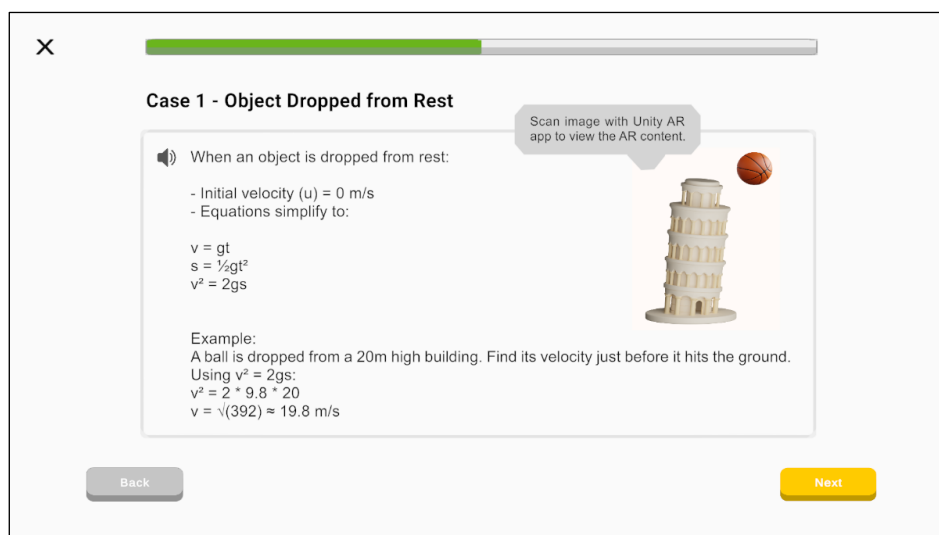 Case 1 - Object Dropped from Rest
Scan image with Unity AR
app to view the AR content.
When an object is dropped from rest:
- Initial velocity (u) = 0 m/s
- Equations simplify to:
v = gt
s = ½gt²
v² = 2gs
Example:
A ball is dropped from a 20m high building. Find its velocity just before it hits the ground.
Using v² = 2gs:
v² = 2 * 9.8 * 20
v = √(392) ≈ 19.8 m/s
Back
Next